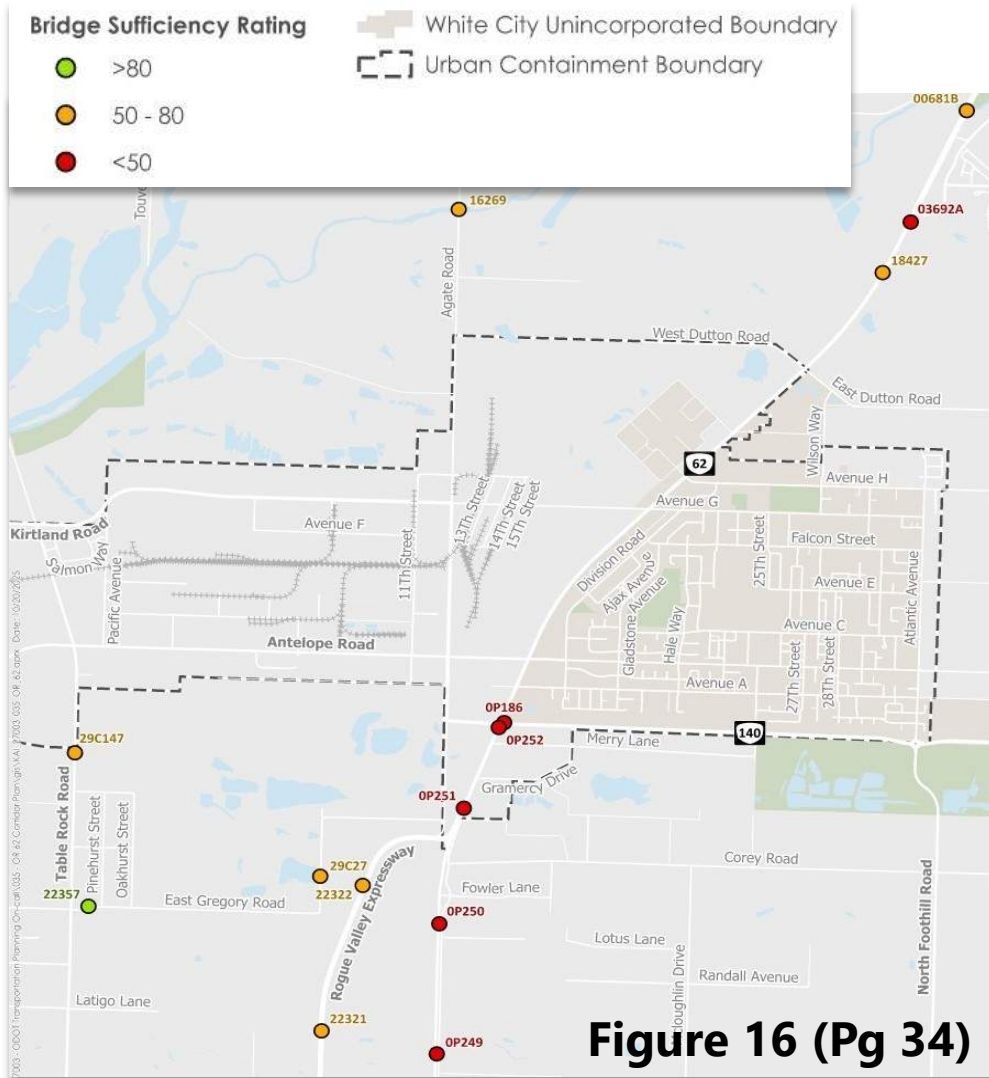 Bridge Sufficiency Rating
>80
50 - 80
<50
White City Unincorporated Boundary
Urban Containment Boundary
00681B
16269
Touve
03692A
18427
Agate Road
West Dutton Road
East Dutton Road
Wilson Way
62
Avenue H
Avenue G
13Th Street
14Th Street
15Th Street
Avenue F
Kirtland Road
Salmon Way
Pacific Avenue
11Th Street
Division Road
Ajax Avenue
Gladstone Avenue
Hale Way
25Th Street
Falcon Street
Avenue E
Atlantic Avenue
Avenue C
Antelope Road
27Th Street
28Th Street
Avenue A
0P186
0P252
Merry Lane
140
29C147
Gramercy Drive
0P251
Table Rock Road
Pinehurst Street
Oakhurst Street
29C27
22322
Corey Road
22357
East Gregory Road
Rogue Valley Expressway
Fowler Lane
0P250
North Foothill Road
Lotus Lane
Randall Avenue
cloughlin Drive
Latigo Lane
22321
0P249
Figure 16 (Pg 34)